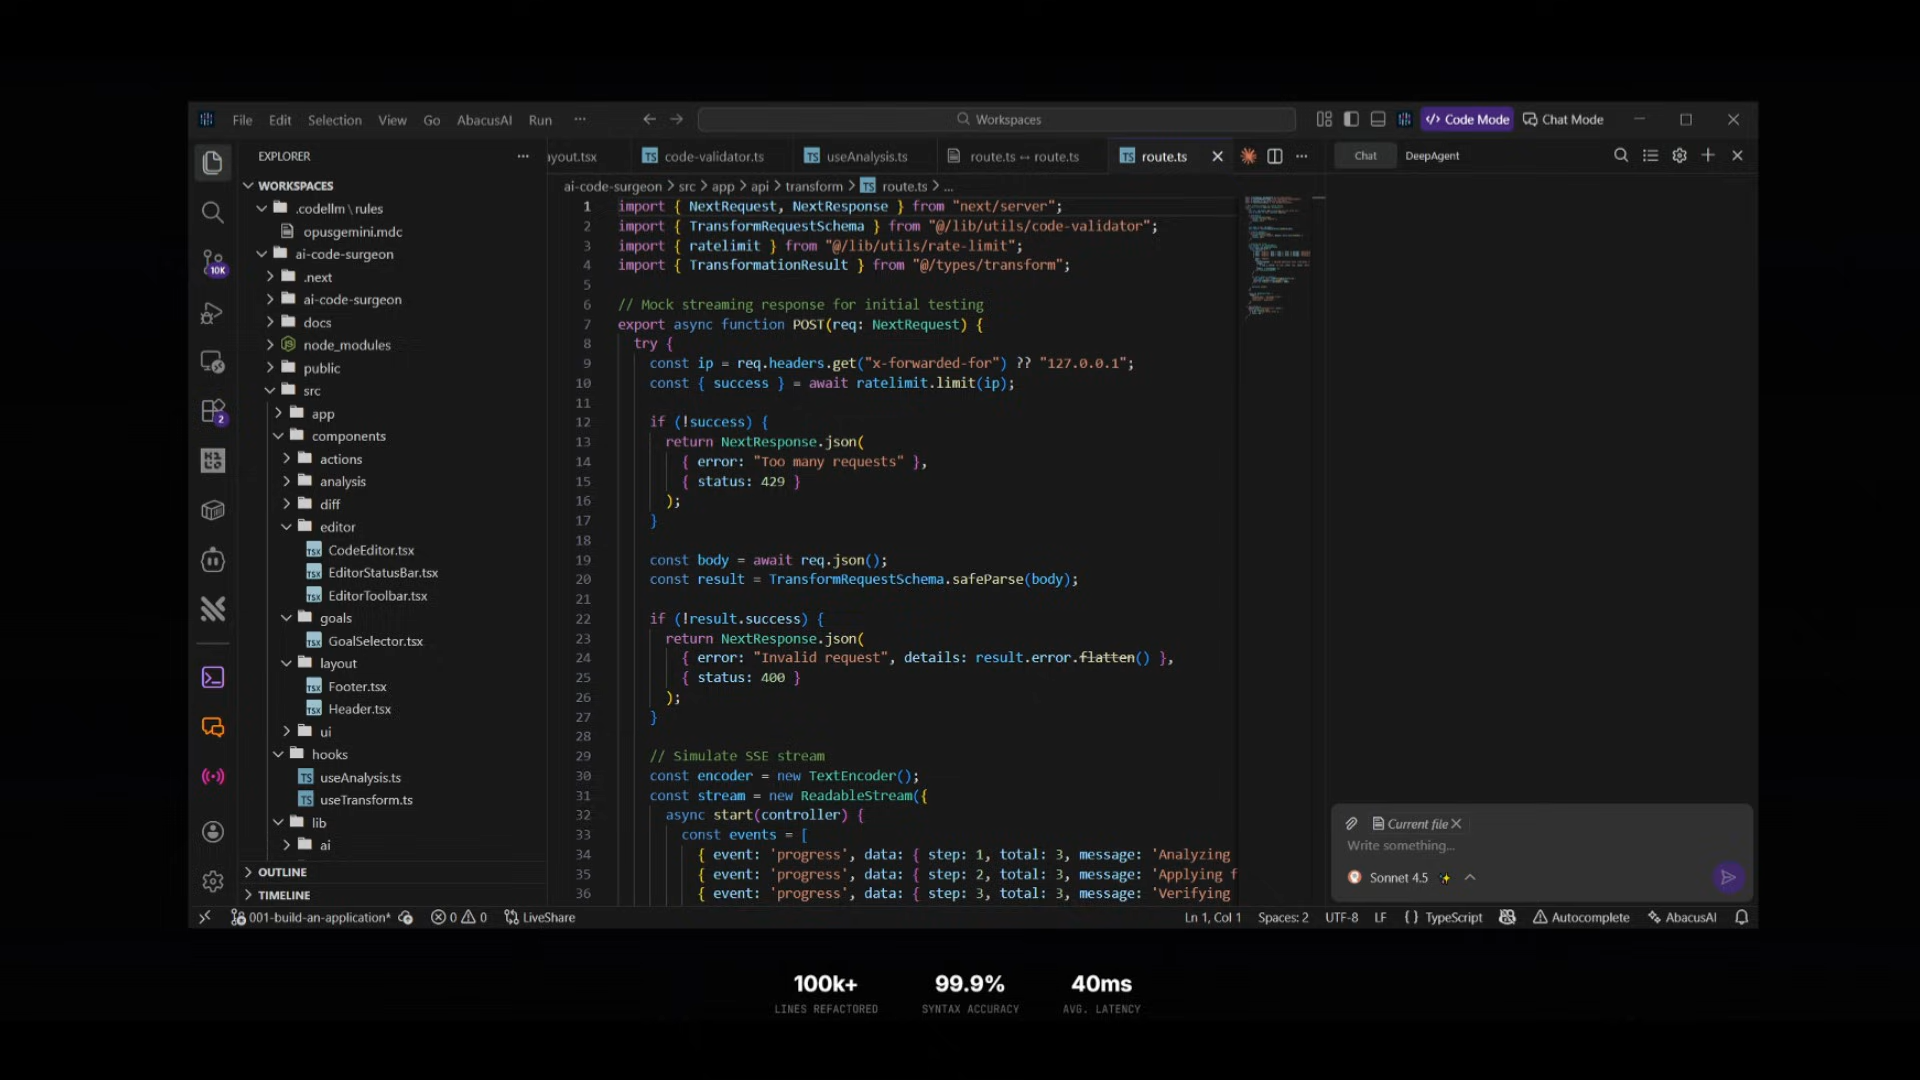 File Edit Selection View Go AbacusAI Run ··· Workspaces Code Mode Chat Mode
EXPLORER ···
WORKSPACES
.codellm \ rules
opusgemini.mdc
ai-code-surgeon
.next
ai-code-surgeon
docs
node_modules
public
src
app
components
actions
analysis
diff
editor
CodeEditor.tsx
EditorStatusBar.tsx
EditorToolbar.tsx
goals
GoalSelector.tsx
layout
Footer.tsx
Header.tsx
ui
hooks
useAnalysis.ts
useTransform.ts
lib
ai
OUTLINE
TIMELINE
10K
2
ayout.tsx TS code-validator.ts TS useAnalysis.ts route.ts ↔ route.ts TS route.ts
ai-code-surgeon > src > app > api > transform > TS route.ts > ...
1 import { NextRequest, NextResponse } from "next/server";
2 import { TransformRequestSchema } from "@/lib/utils/code-validator";
3 import { ratelimit } from "@/lib/utils/rate-limit";
4 import { TransformationResult } from "@/types/transform";
5
6 // Mock streaming response for initial testing
7 export async function POST(req: NextRequest) {
8 try {
9 const ip = req.headers.get("x-forwarded-for") ?? "127.0.0.1";
10 const { success } = await ratelimit.limit(ip);
11
12 if (!success) {
13 return NextResponse.json(
14 { error: "Too many requests" },
15 { status: 429 }
16 );
17 }
18
19 const body = await req.json();
20 const result = TransformRequestSchema.safeParse(body);
21
22 if (!result.success) {
23 return NextResponse.json(
24 { error: "Invalid request", details: result.error.flatten() },
25 { status: 400 }
26 );
27 }
28
29 // Simulate SSE stream
30 const encoder = new TextEncoder();
31 const stream = new ReadableStream({
32 async start(controller) {
33 const events = [
34 { event: 'progress', data: { step: 1, total: 3, message: 'Analyzing
35 { event: 'progress', data: { step: 2, total: 3, message: 'Applying f
36 { event: 'progress', data: { step: 3, total: 3, message: 'Verifying
Chat DeepAgent
Current file
Write something...
Sonnet 4.5
001-build-an-application* 0 0 LiveShare Ln 1, Col 1 Spaces: 2 UTF-8 LF { } TypeScript Autocomplete AbacusAI
100k+ 99.9% 40ms
LINES REFACTORED SYNTAX ACCURACY AVG. LATENCY